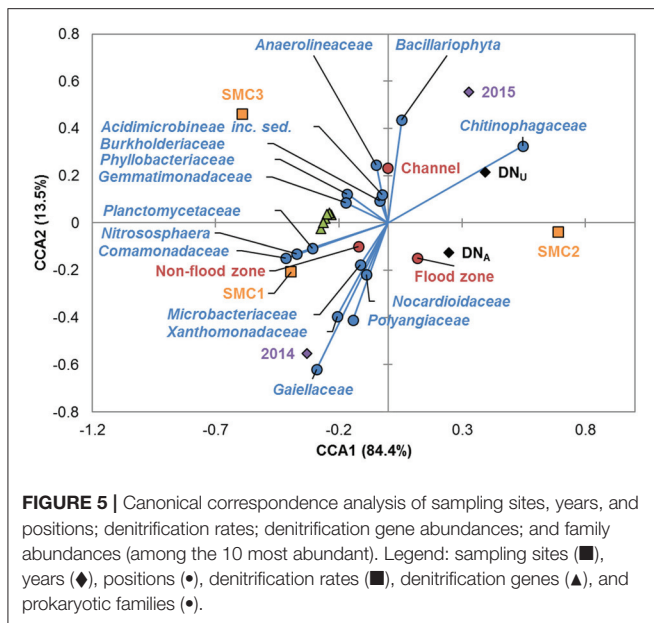 0.8
0.6
0.4
0.2
0
-0.2
-0.4
-0.6
-0.8
CCA2 (13.5%)
-1.2
-0.7
-0.2
0.3
0.8
CCA1 (84.4%)
Anaerolineaceae
Bacillariophyta
SMC3
2015
Chitinophagaceae
Acidimicrobineae inc. sed.
Burkholderiaceae
Phyllobacteriaceae
Gemmatimonadaceae
Channel
DNU
Planctomycetaceae
Nitrososphaera
Comamonadaceae
Non-flood zone
SMC1
DNA
SMC2
Flood zone
Microbacteriaceae
Xanthomonadaceae
Nocardioidaceae
Polyangiaceae
2014
Gaiellaceae
FIGURE 5 | Canonical correspondence analysis of sampling sites, years, and
positions; denitrification rates; denitrification gene abundances; and family
abundances (among the 10 most abundant). Legend: sampling sites (■),
years (♦), positions (•), denitrification rates (■), denitrification genes (▲), and
prokaryotic families (•).